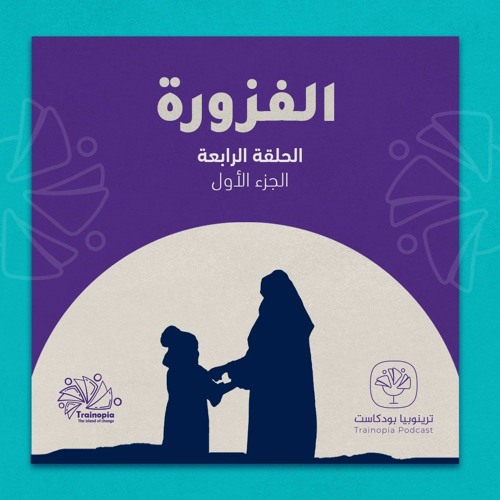 الفزورة
الحلقة الرابعة
الجزء الأول
Trainopia
The island of change
ترينوبيا بودكاست
Trainopia Podcast